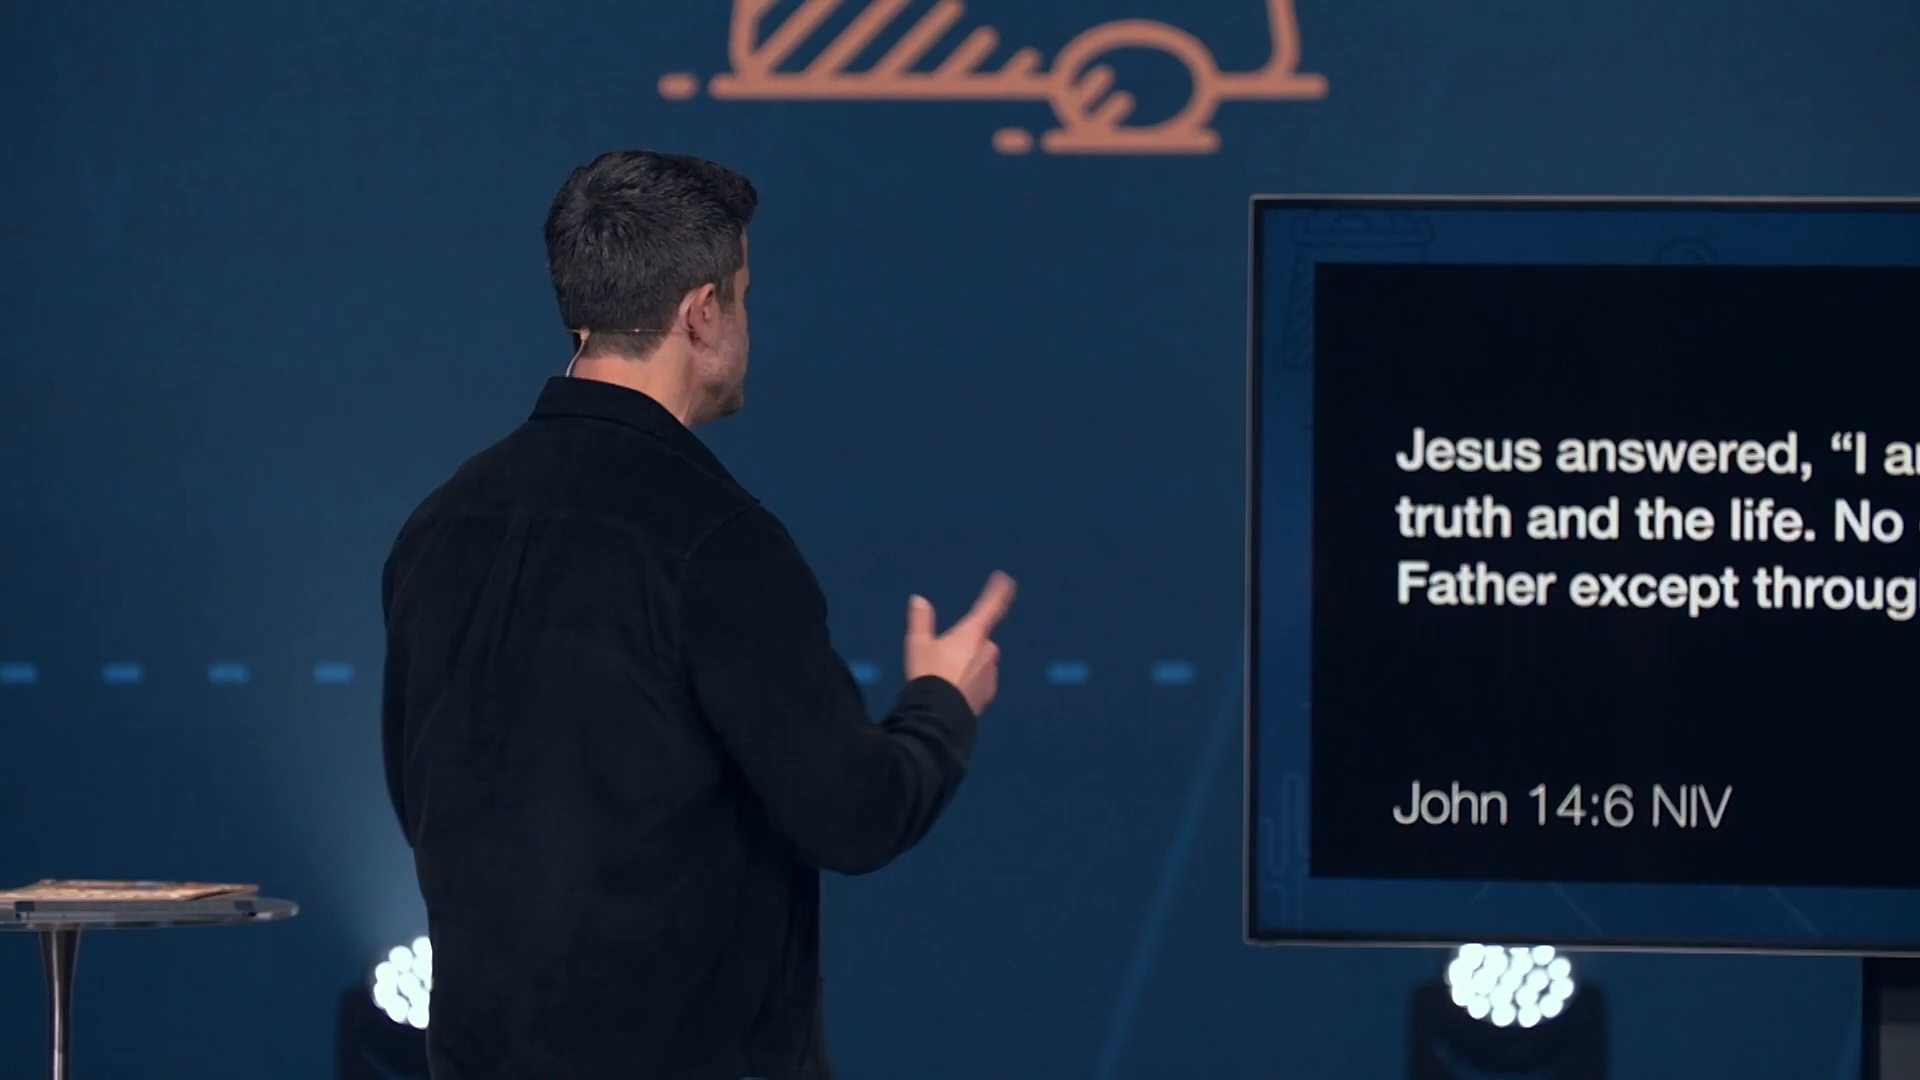 Jesus answered, “I
truth and the life. No
Father except
John 14:6 NIV